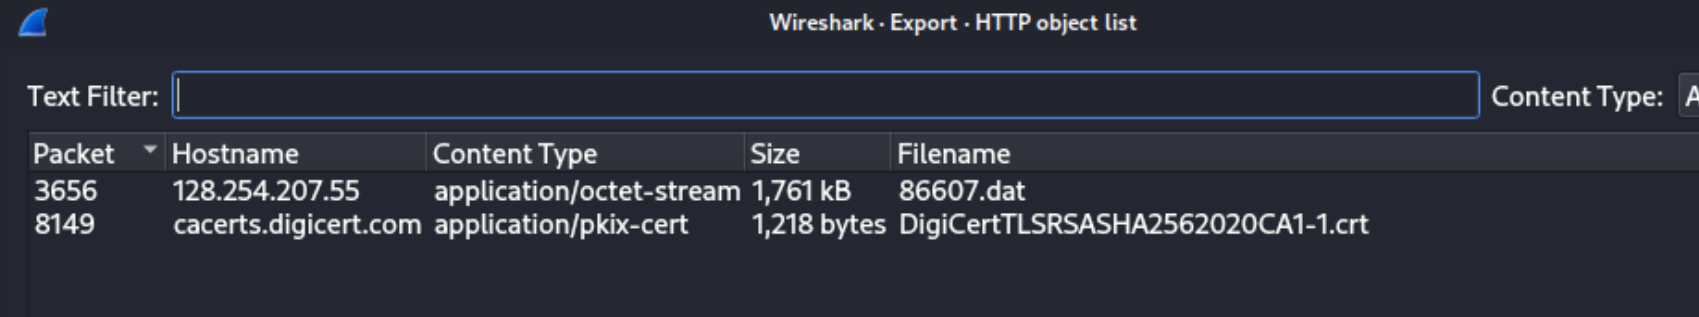 Wireshark · Export · HTTP object list
Text Filter: Content Type: A
Packet Hostname Content Type Size Filename
3656 128.254.207.55 application/octet-stream 1,761 kB 86607.dat
8149 cacerts.digicert.com application/pkix-cert 1,218 bytes DigiCertTLSRSASHA2562020CA1-1.crt